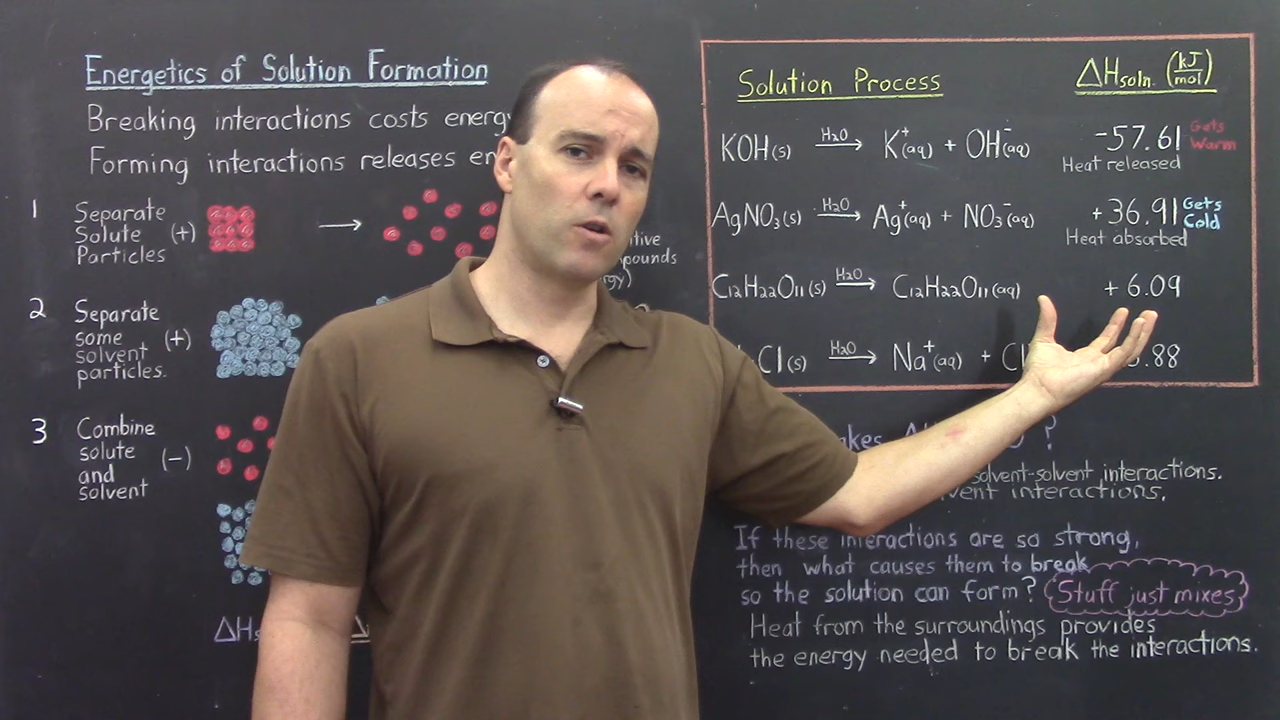 Energetics of Solution Formation
Breaking interactions costs energy
Forming interactions releases
1 Separate Solute Particles (+)
2 Separate some solvent particles. (+)
3 Combine solute and solvent (-)
Solution Process ΔHsoln. (kJ/mol)
KOH(s) H₂O → K⁺(aq) + OH⁻(aq) -57.61 Gets Warm
Heat released
AgNO₃(s) H₂O → Ag⁺(aq) + NO₃⁻(aq) +36.91 Gets Cold
Heat absorbed
C₁₂H₂₂O₁₁(s) H₂O → C₁₂H₂₂O₁₁(aq) +6.09
Cl(s) H₂O → Na⁺(aq) + Cl .88
?
solvent-solvent interactions.
interactions.
If these interactions are so strong,
then what causes them to break
so the solution can form? Stuff just mixes
Heat from the surroundings provides
the energy needed to break the interactions.